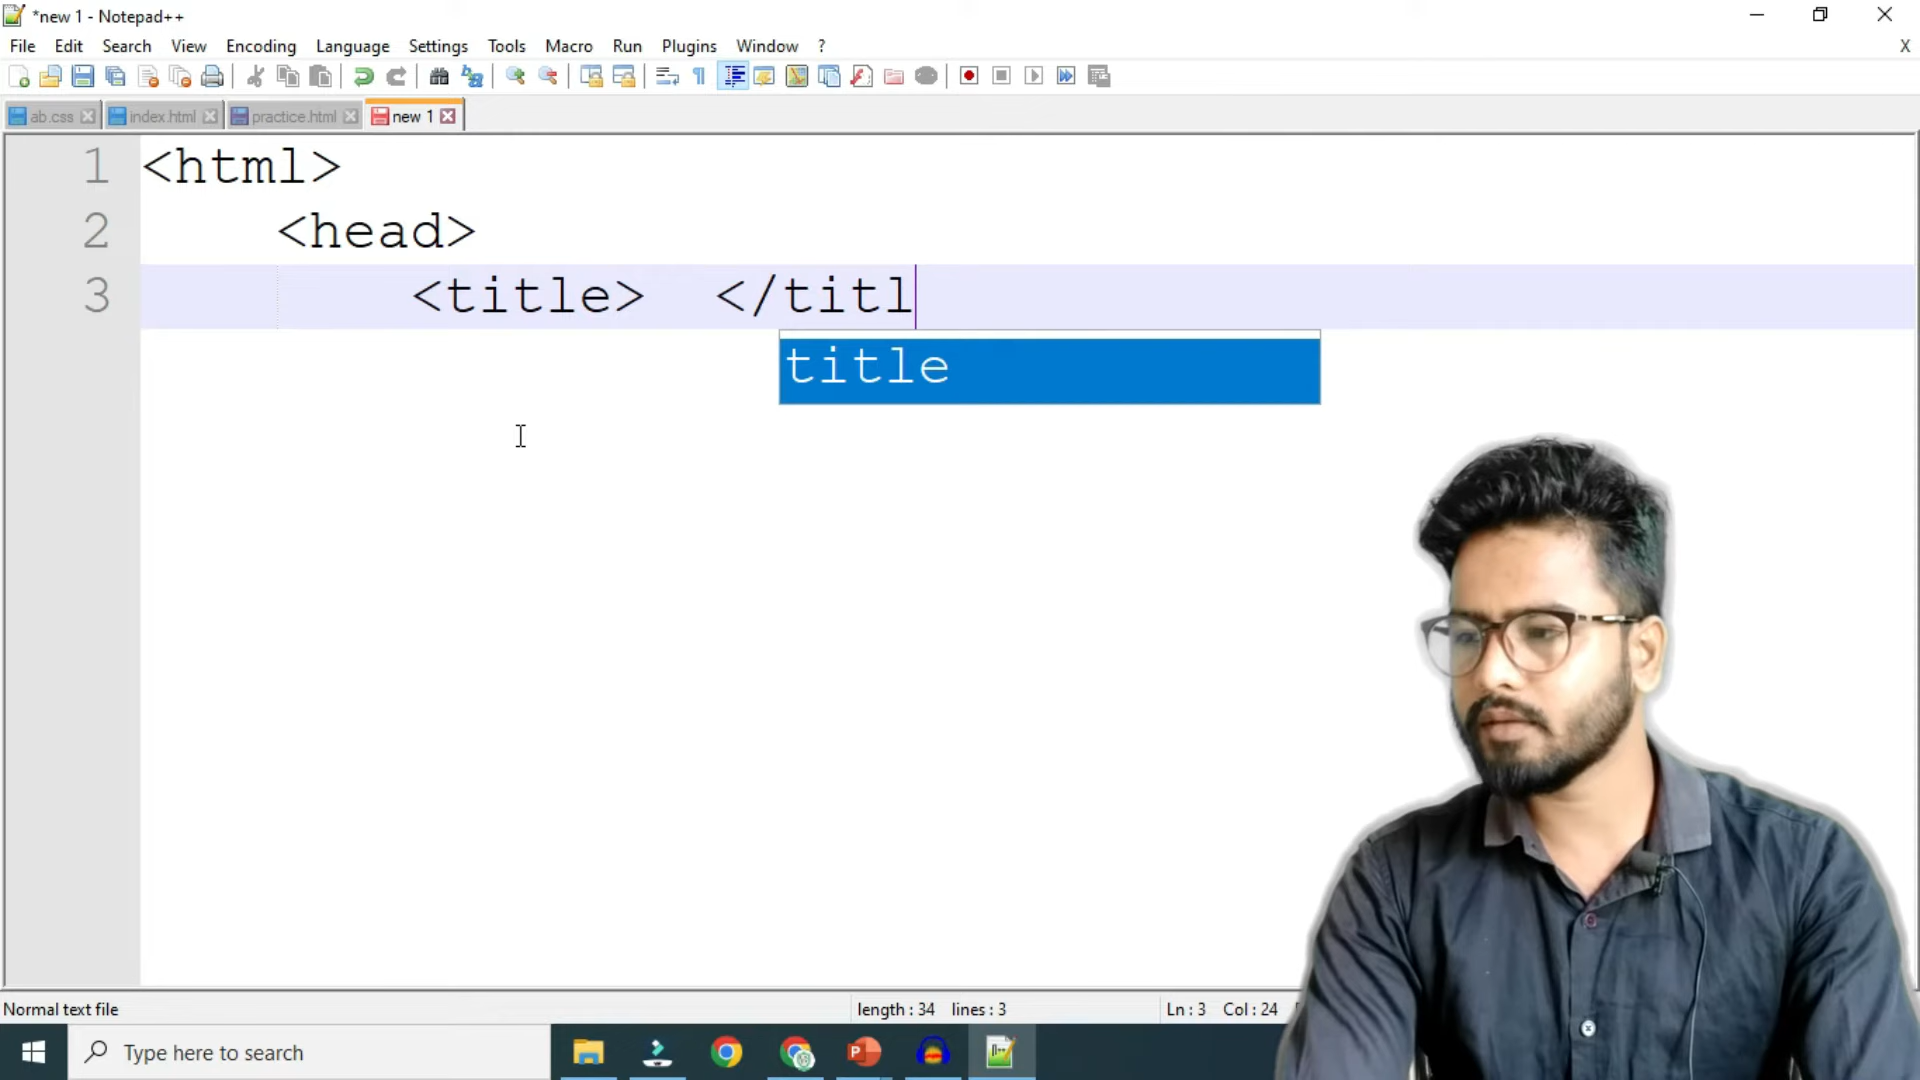 *new 1 - Notepad++
File Edit Search View Encoding Language Settings Tools Macro Run Plugins Window ? X
ab.css index.html practice.html new 1
1 <html>
2 <head>
3 <title>  </titl
title
Normal text file length : 34 lines : 3 Ln : 3 Col : 24
Type here to search